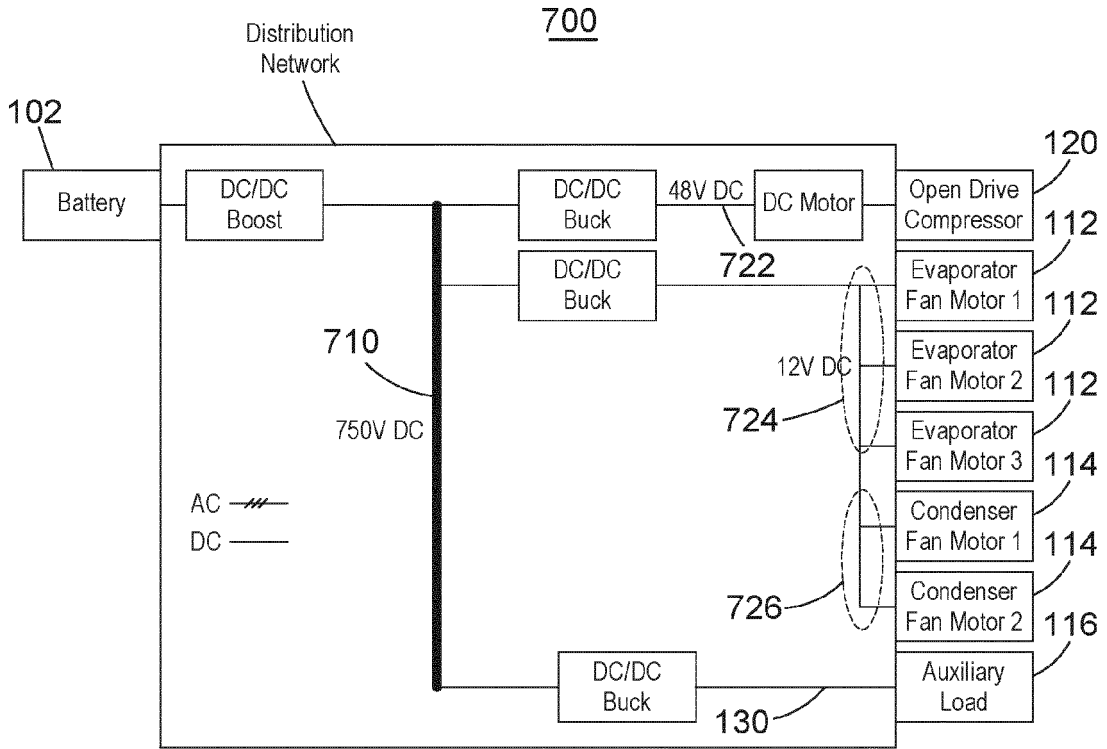 700
Distribution
Network
102
Battery
DC/DC
Boost
DC/DC
Buck
48V DC
722
DC Motor
Open Drive
Compressor
120
DC/DC
Buck
Evaporator
Fan Motor 1
112
710
750V DC
12V DC
724
Evaporator
Fan Motor 2
112
Evaporator
Fan Motor 3
112
AC
DC
726
Condenser
Fan Motor 1
114
Condenser
Fan Motor 2
114
DC/DC
Buck
130
Auxiliary
Load
116